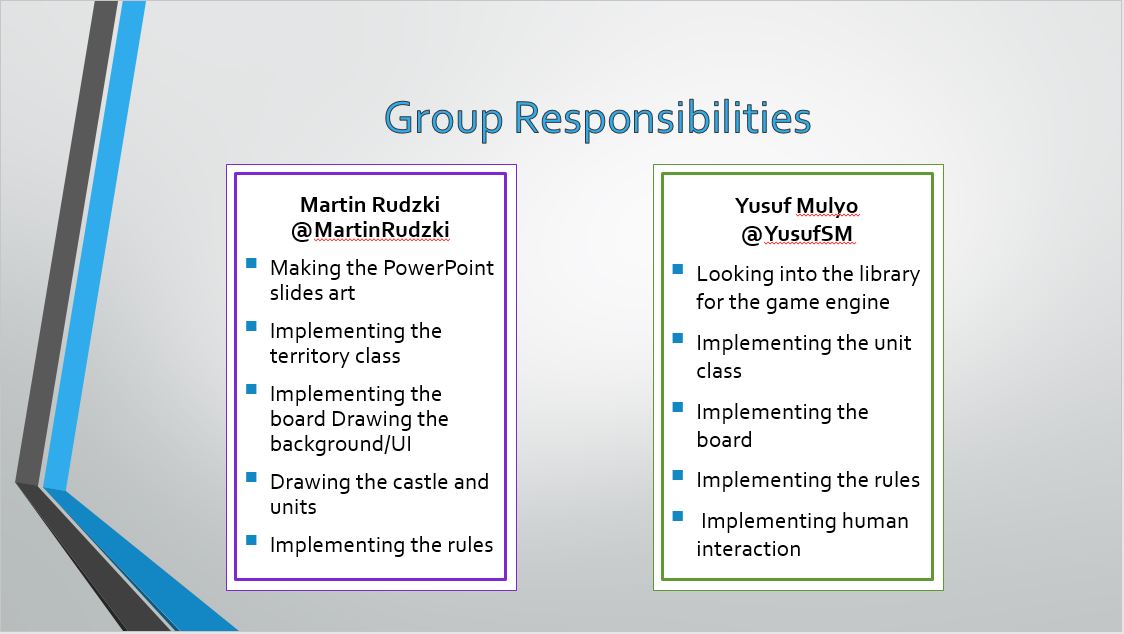 Group Responsibilities
Martin Rudzki
@MartinRudzki
Making the PowerPoint
slides art
Implementing the
territory class
Implementing the
board Drawing the
background/UI
Drawing the castle and
units
Implementing the rules
Yusuf Mulyo
@YusufSM
Looking into the library
for the game engine
Implementing the unit
class
Implementing the
board
Implementing the rules
Implementing human
interaction